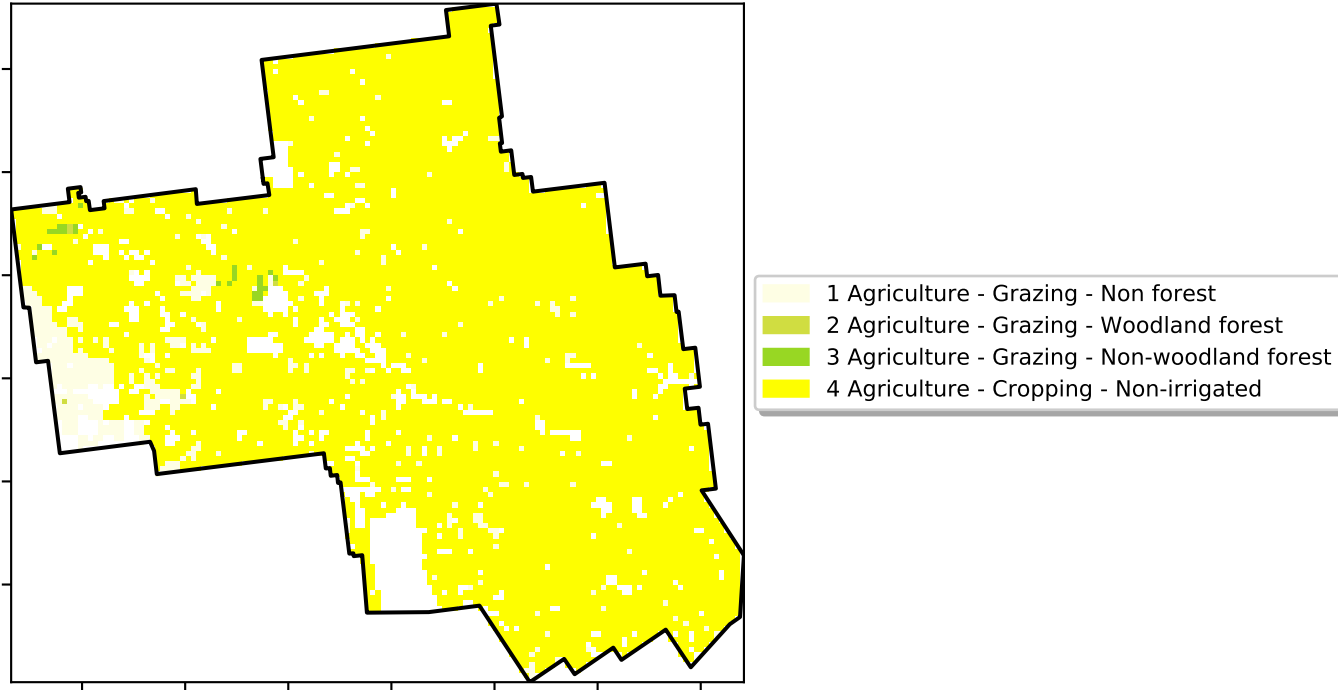 1 Agriculture - Grazing - Non forest
2 Agriculture - Grazing - Woodland forest
3 Agriculture - Grazing - Non-woodland forest
4 Agriculture - Cropping - Non-irrigated